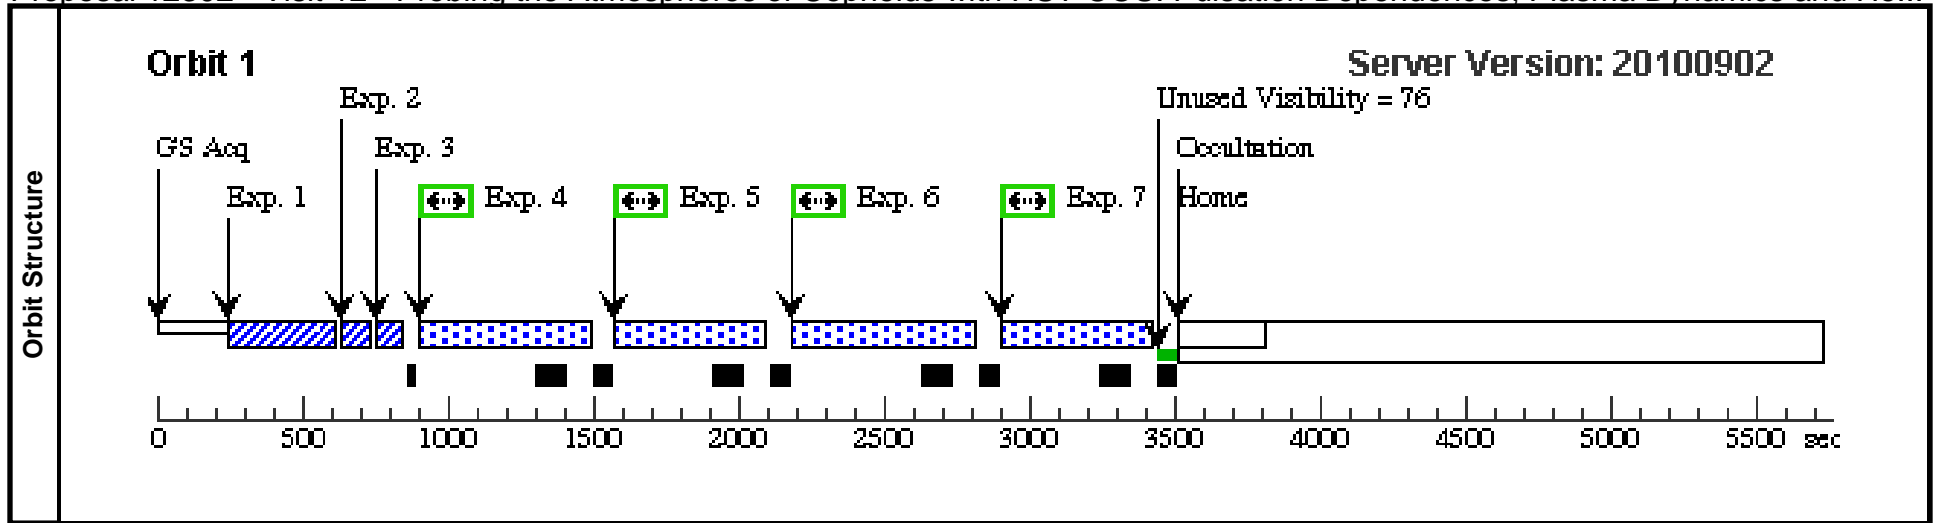 Orbit 1
Server Version: 20100902
Exp. 2
Unused Visibility = 76
GS Acq
Exp. 3
Occultation
Exp. 1
Exp. 4
Exp. 5
Exp. 6
Exp. 7
Home
Orbit Structure
0 500 1000 1500 2000 2500 3000 3500 4000 4500 5000 5500 sec